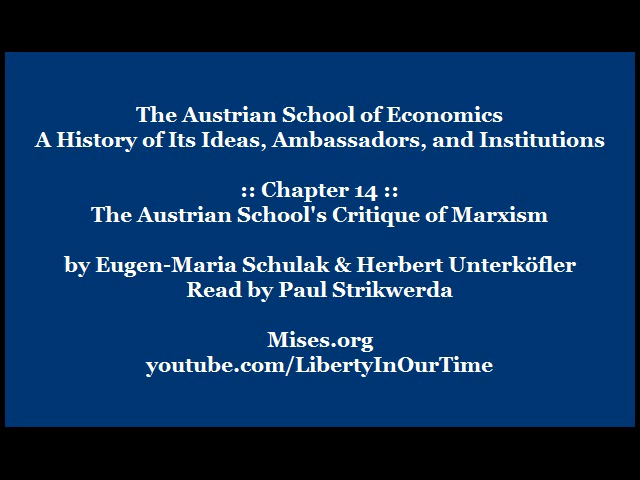 The Austrian School of Economics
A History of Its Ideas, Ambassadors, and Institutions
:: Chapter 14 ::
The Austrian School's Critique of Marxism
by Eugen-Maria Schulak & Herbert Unterköfler
Read by Paul Strikwerda
Mises.org
youtube.com/LibertyInOurTime